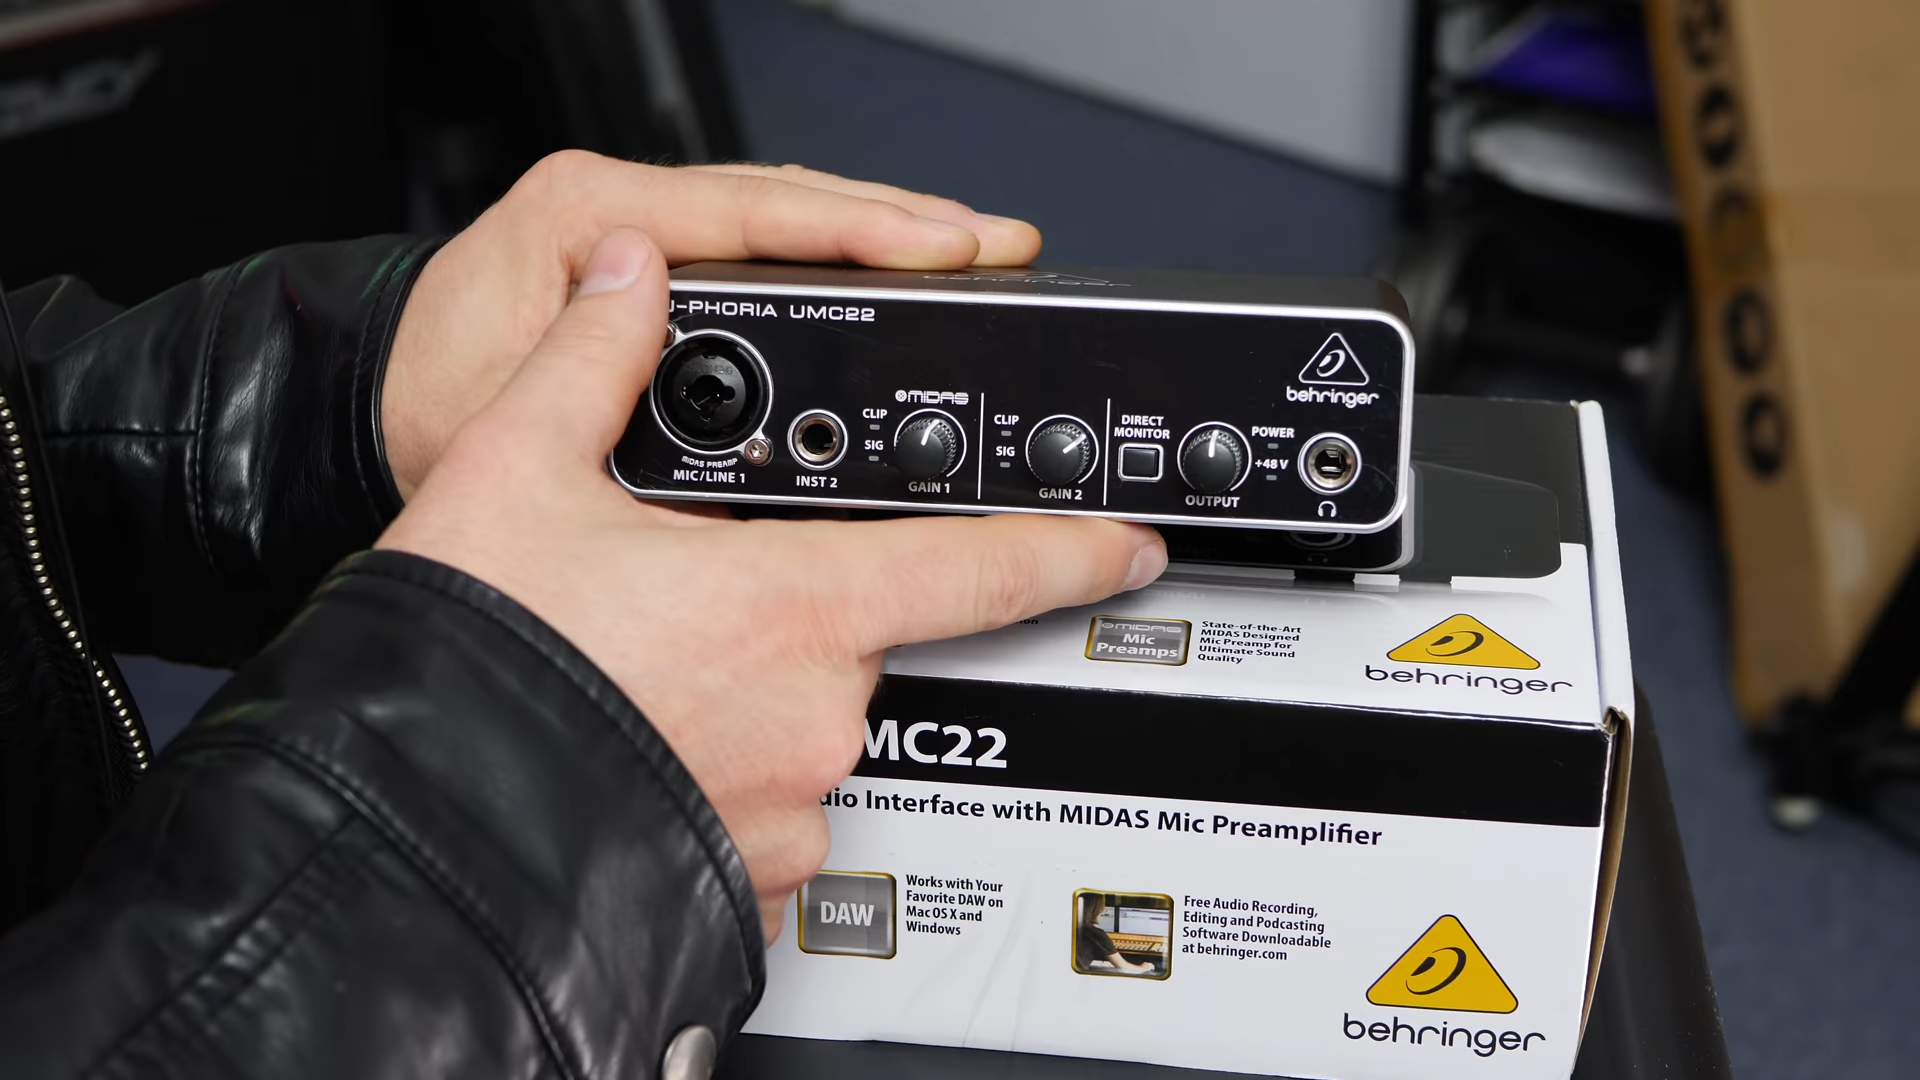 U-PHORIA UMC22
behringer
MIDAS
CLIP
SIG
CLIP
SIG
DIRECT
MONITOR
POWER
+48 V
MIDAS PREAMP
MIC/LINE 1
INST 2
GAIN 1
GAIN 2
OUTPUT
MIDAS
Mic
Preamps
State-of-the-Art
MIDAS Designed
Mic Preamp for
Ultimate Sound
Quality
behringer
MC22
dio Interface with MIDAS Mic Preamplifier
DAW
Works with Your
Favorite DAW on
Mac OS X and
Windows
Free Audio Recording,
Editing and Podcasting
Software Downloadable
at behringer.com
behringer